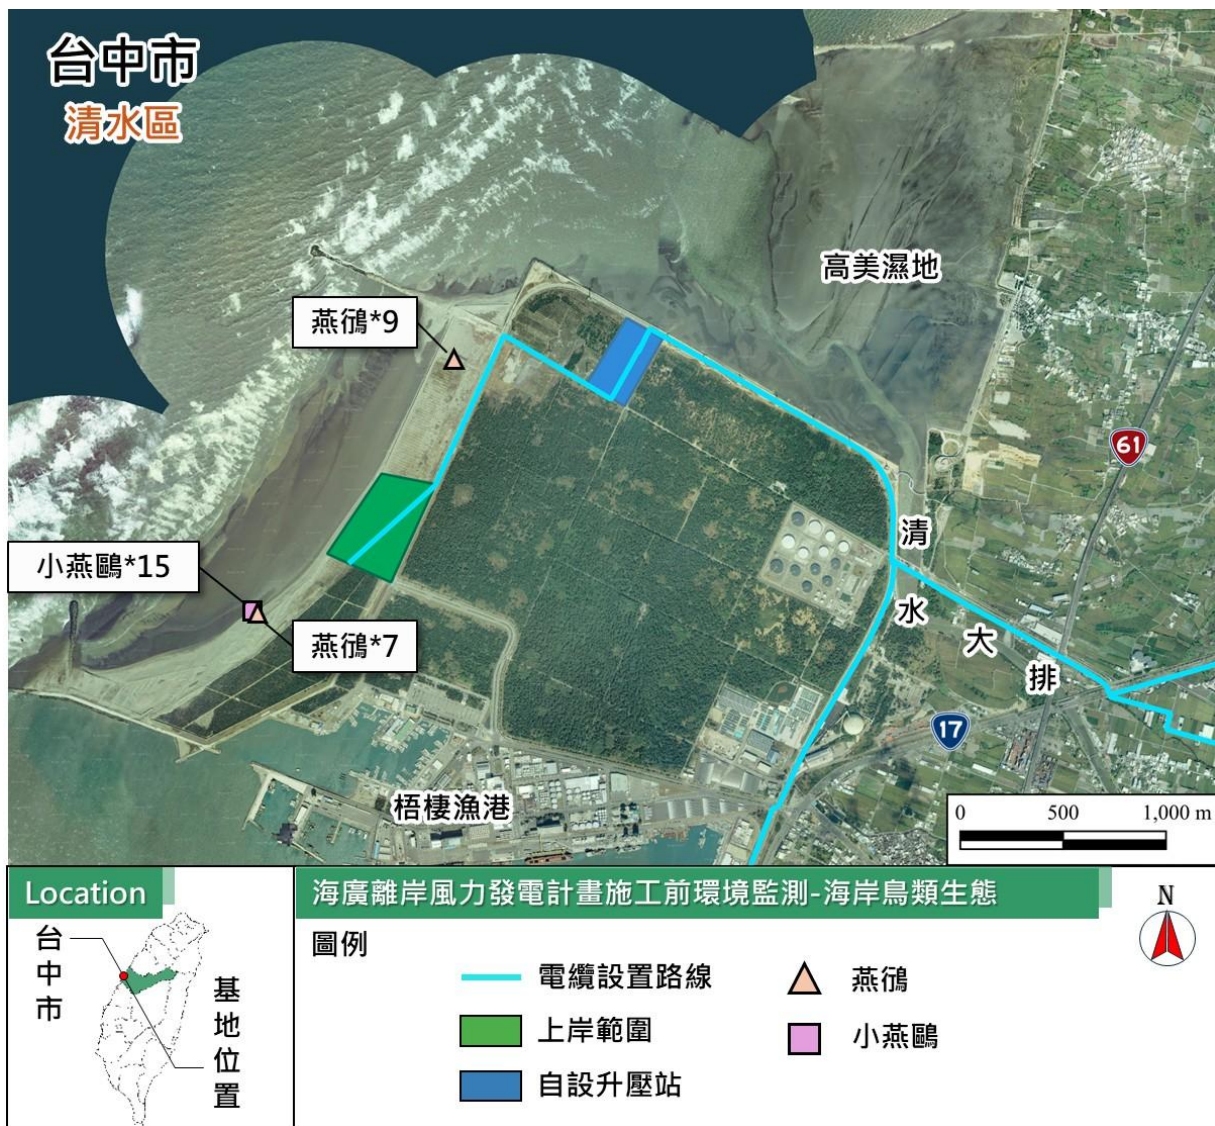 台中市
清水區
高美濕地
燕鴴*9
61
小燕鷗*15
燕鴴*7
清水大排
17
梧棲漁港
0 500 1,000 m
Location
台中市
基地位置
海廣離岸風力發電計畫施工前環境監測-海岸鳥類生態
N
圖例
電纜設置路線
燕鴴
上岸範圍
小燕鷗
自設升壓站